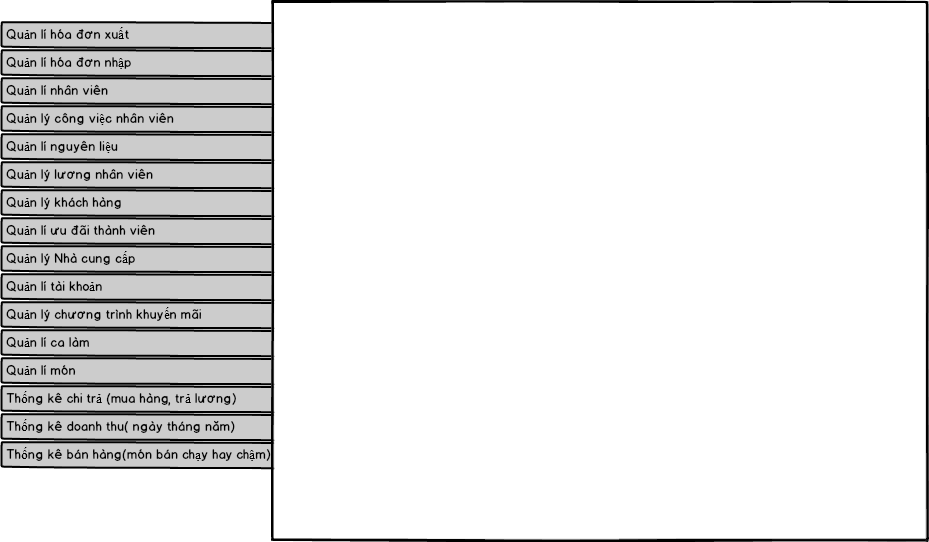 Quản lí hóa đơn xuất
Quản lí hóa đơn nhập
Quản lí nhân viên
Quản lý công việc nhân viên
Quản lí nguyên liệu
Quản lý lương nhân viên
Quản lý khách hàng
Quản lí ưu đãi thành viên
Quản lý Nhà cung cấp
Quản lí tài khoản
Quản lý chương trình khuyến mãi
Quản lí ca làm
Quản lí món
Thống kê chi trả (mua hàng, trả lương)
Thống kê doanh thu( ngày tháng năm)
Thống kê bán hàng(món bán chạy hay chậm)